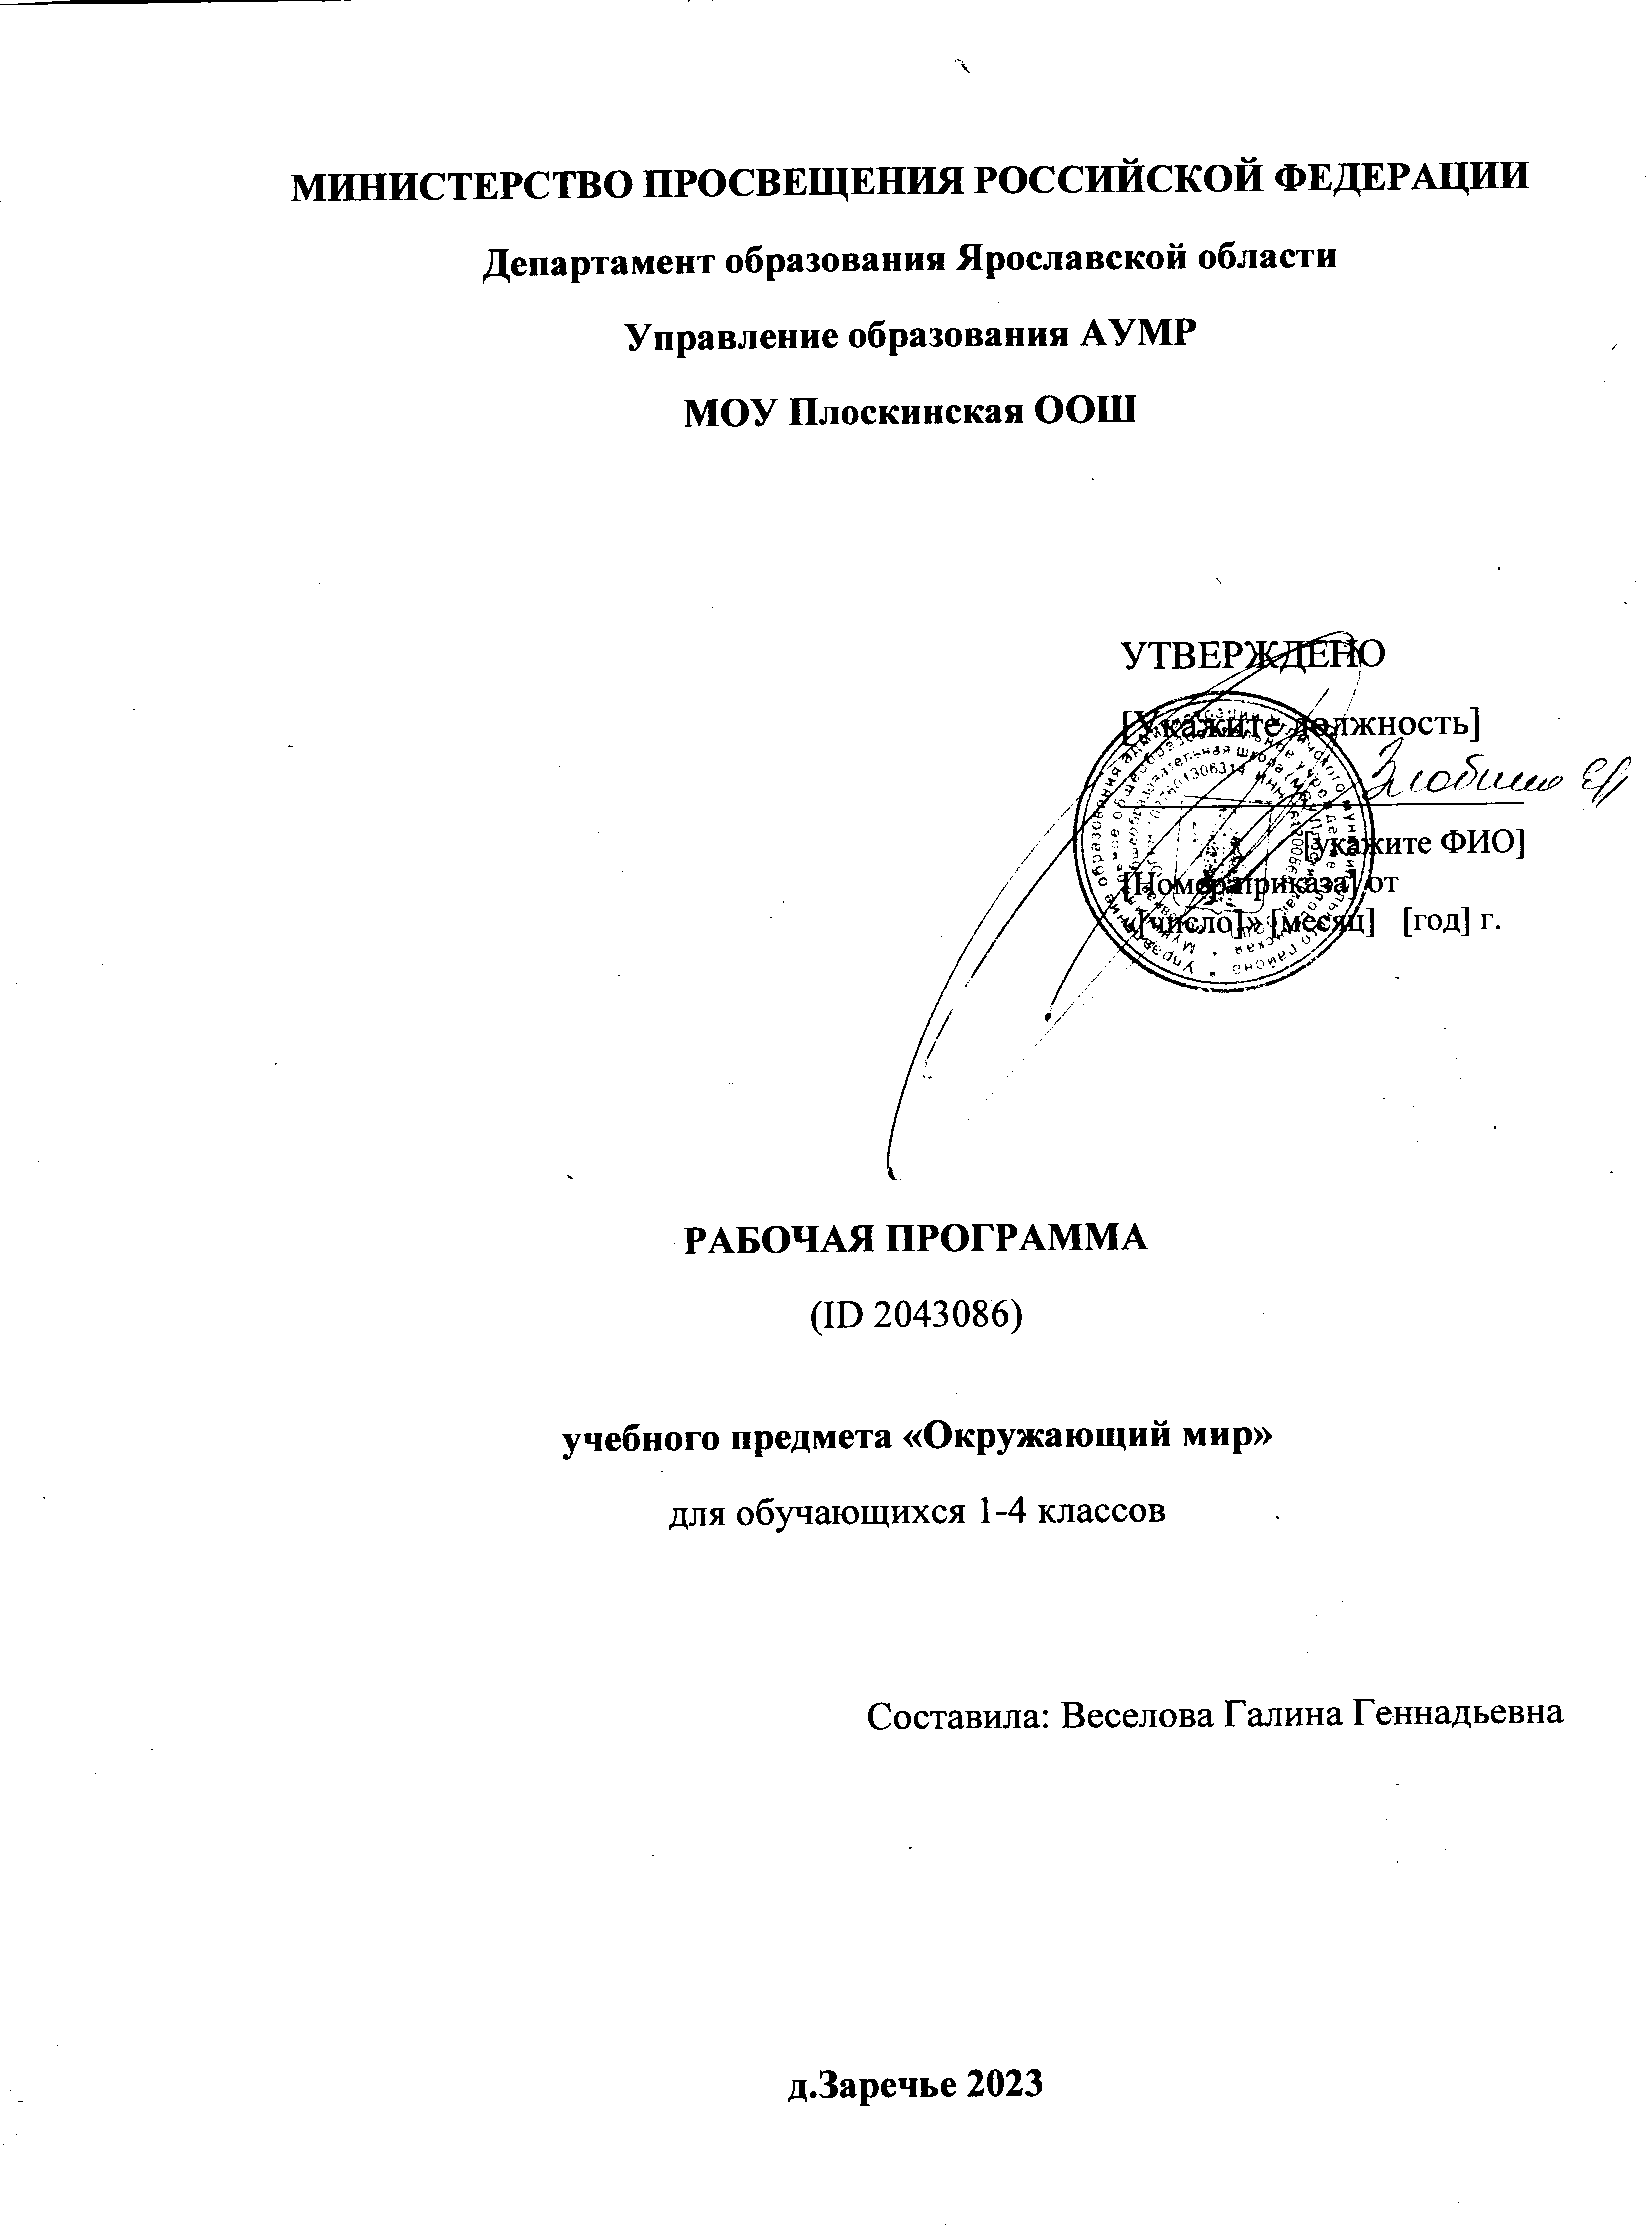 МИНИСТЕРСТВО ПРОСВЕЩЕНИЯ РОССИЙСКОЙ ФЕДЕРАЦИИ
Департамент образования Ярославской области
Управление образования АУМР
МОУ Плоскинская ООШ
УТВЕРЖДЕНО
[Укажите должность]
[укажите ФИО]
[Номер приказа] от
«[число]» [месяц] [год] г.
РАБОЧАЯ ПРОГРАММА
(ID 2043086)
учебного предмета «Окружающий мир»
для обучающихся 1-4 классов
Составила: Веселова Галина Геннадьевна
д.Заречье 2023